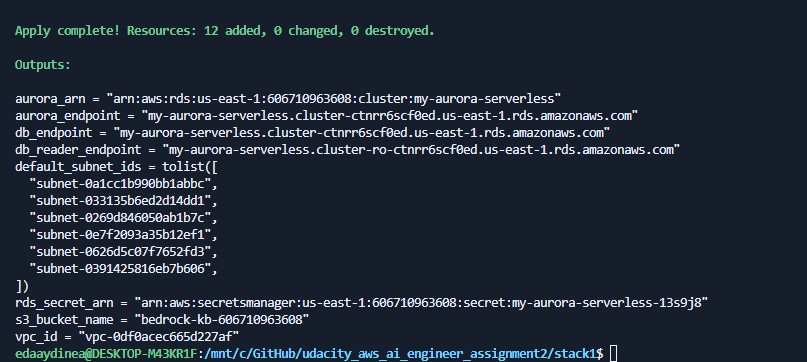 Apply complete! Resources: 12 added, 0 changed, 0 destroyed.
Outputs:
aurora_arn = "arn:aws:rds:us-east-1:606710963608:cluster:my-aurora-serverless"
aurora_endpoint = "my-aurora-serverless.cluster-ctnrr6scf0ed.us-east-1.rds.amazonaws.com"
db_endpoint = "my-aurora-serverless.cluster-ctnrr6scf0ed.us-east-1.rds.amazonaws.com"
db_reader_endpoint = "my-aurora-serverless.cluster-ro-ctnrr6scf0ed.us-east-1.rds.amazonaws.com"
default_subnet_ids = tolist([
"subnet-0a1cc1b990bb1abbc",
"subnet-033135b6ed2d14dd1",
"subnet-0269d846050ab1b7c",
"subnet-0e7f2093a35b12ef1",
"subnet-0626d5c07f7652fd3",
"subnet-0391425816eb7b606",
])
rds_secret_arn = "arn:aws:secretsmanager:us-east-1:606710963608:secret:my-aurora-serverless-13s9j8"
s3_bucket_name = "bedrock-kb-606710963608"
vpc_id = "vpc-0df0acec665d227af"
edaaydinea@DESKTOP-M43KR1F:/mnt/c/GitHub/udacity_aws_ai_engineer_assignment2/stack1$